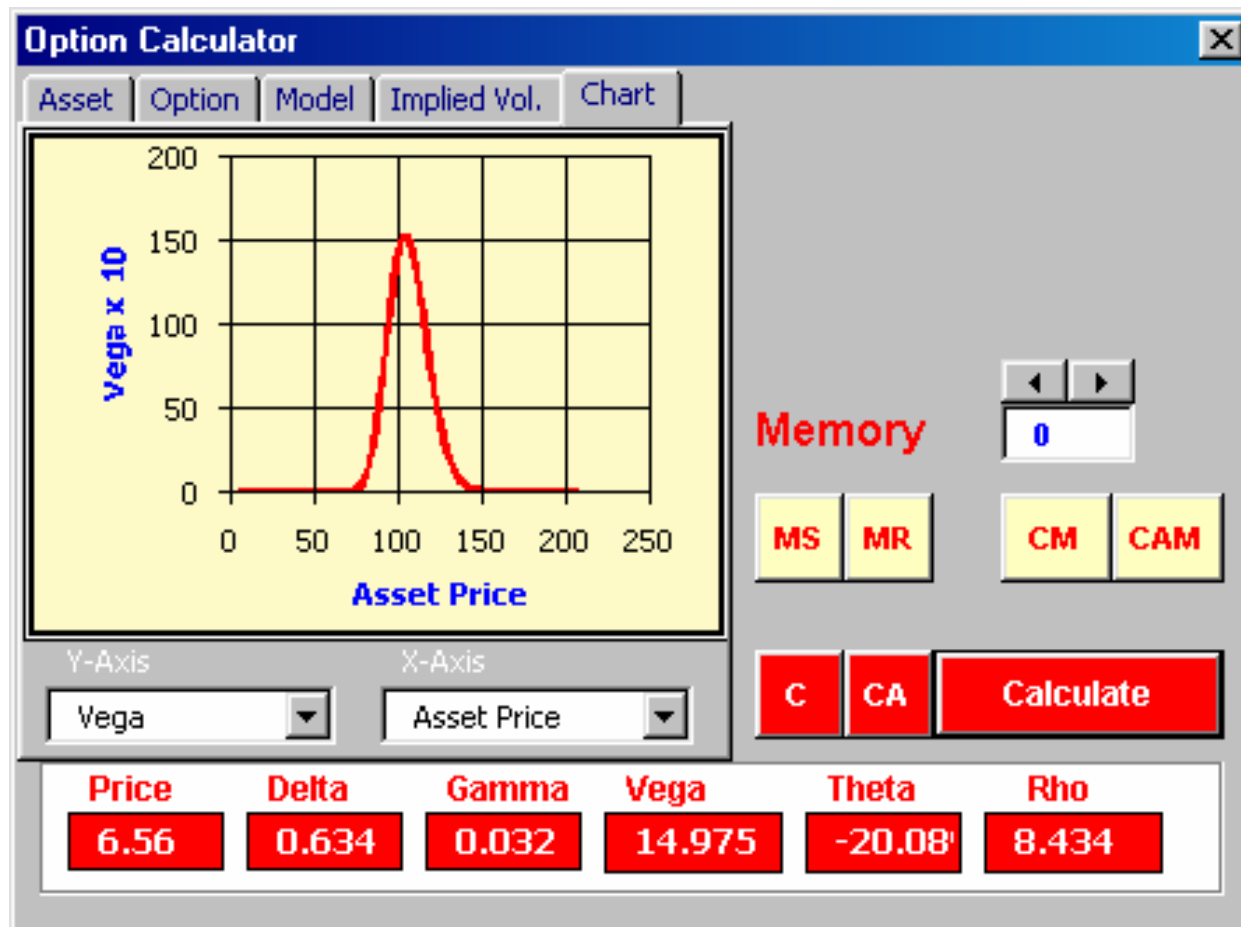 Option Calculator
Asset Option Model Implied Vol. Chart
200
150
100
50
0
Vega x 10
0 50 100 150 200 250
Asset Price
Memory
0
MS MR CM CAM
Y-Axis X-Axis
Vega Asset Price
C CA Calculate
Price Delta Gamma Vega Theta Rho
6.56 0.634 0.032 14.975 -20.08 8.434